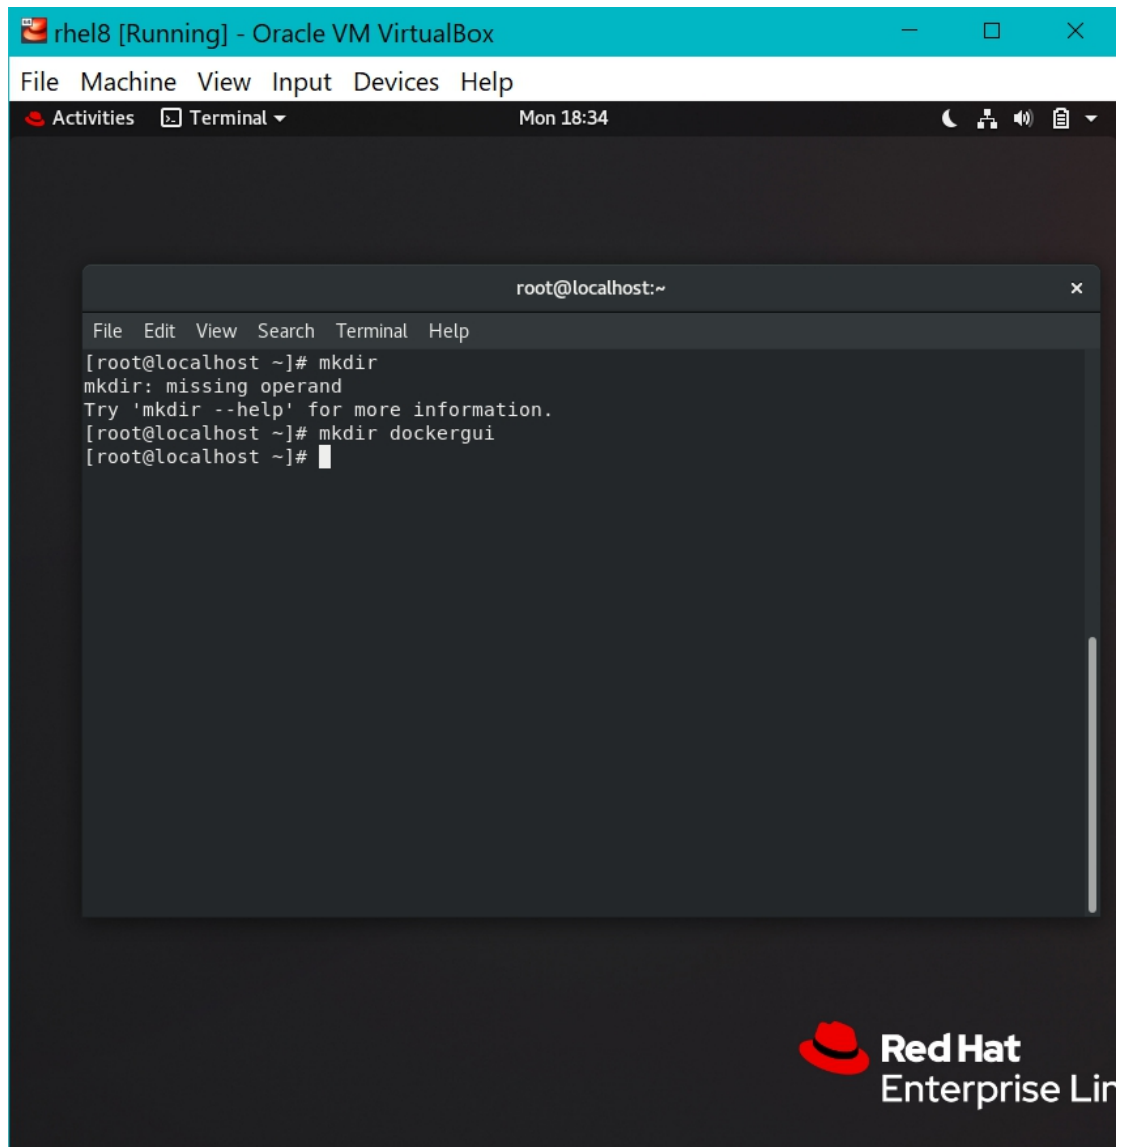 rhel8 [Running] - Oracle VM VirtualBox
File Machine View Input Devices Help
Activities Terminal Mon 18:34
root@localhost:~
File Edit View Search Terminal Help
[root@localhost ~]# mkdir
mkdir: missing operand
Try 'mkdir --help' for more information.
[root@localhost ~]# mkdir dockergui
[root@localhost ~]#
Red Hat
Enterprise Lin